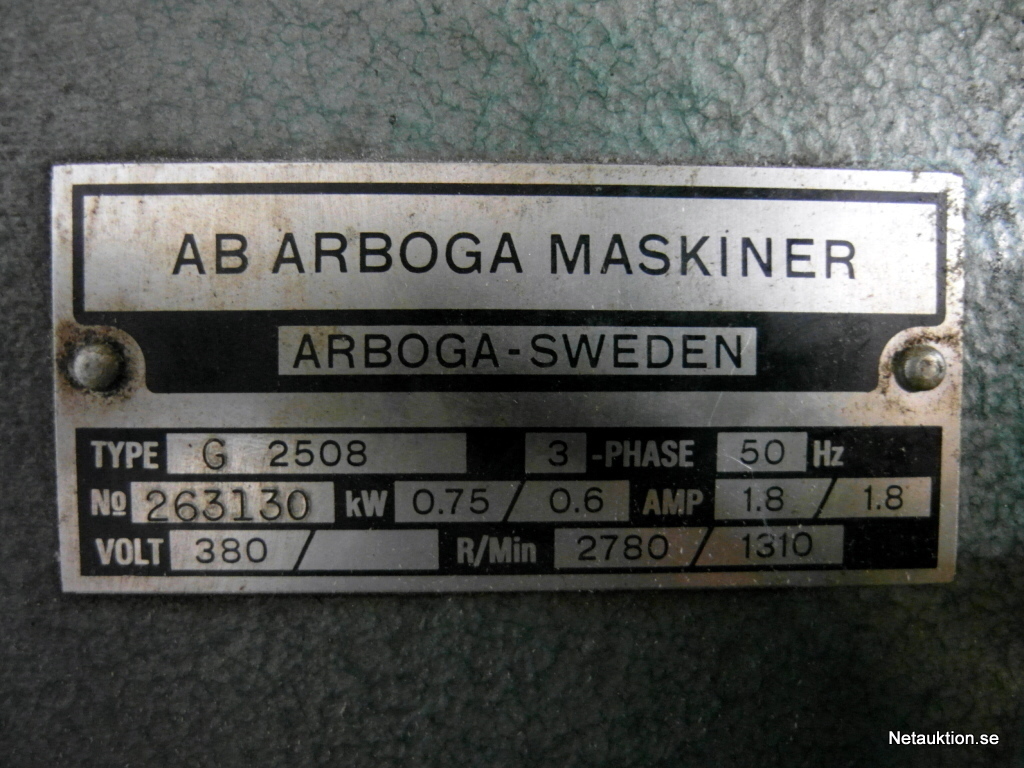 AB ARBOGA MASKINER
ARBOGA-SWEDEN
TYPE G 2508 3 -PHASE 50 Hz
No 263130 kW 0.75 / 0.6 AMP 1.8 / 1.8
VOLT 380 / R/Min 2780 / 1310
Netauktion.se